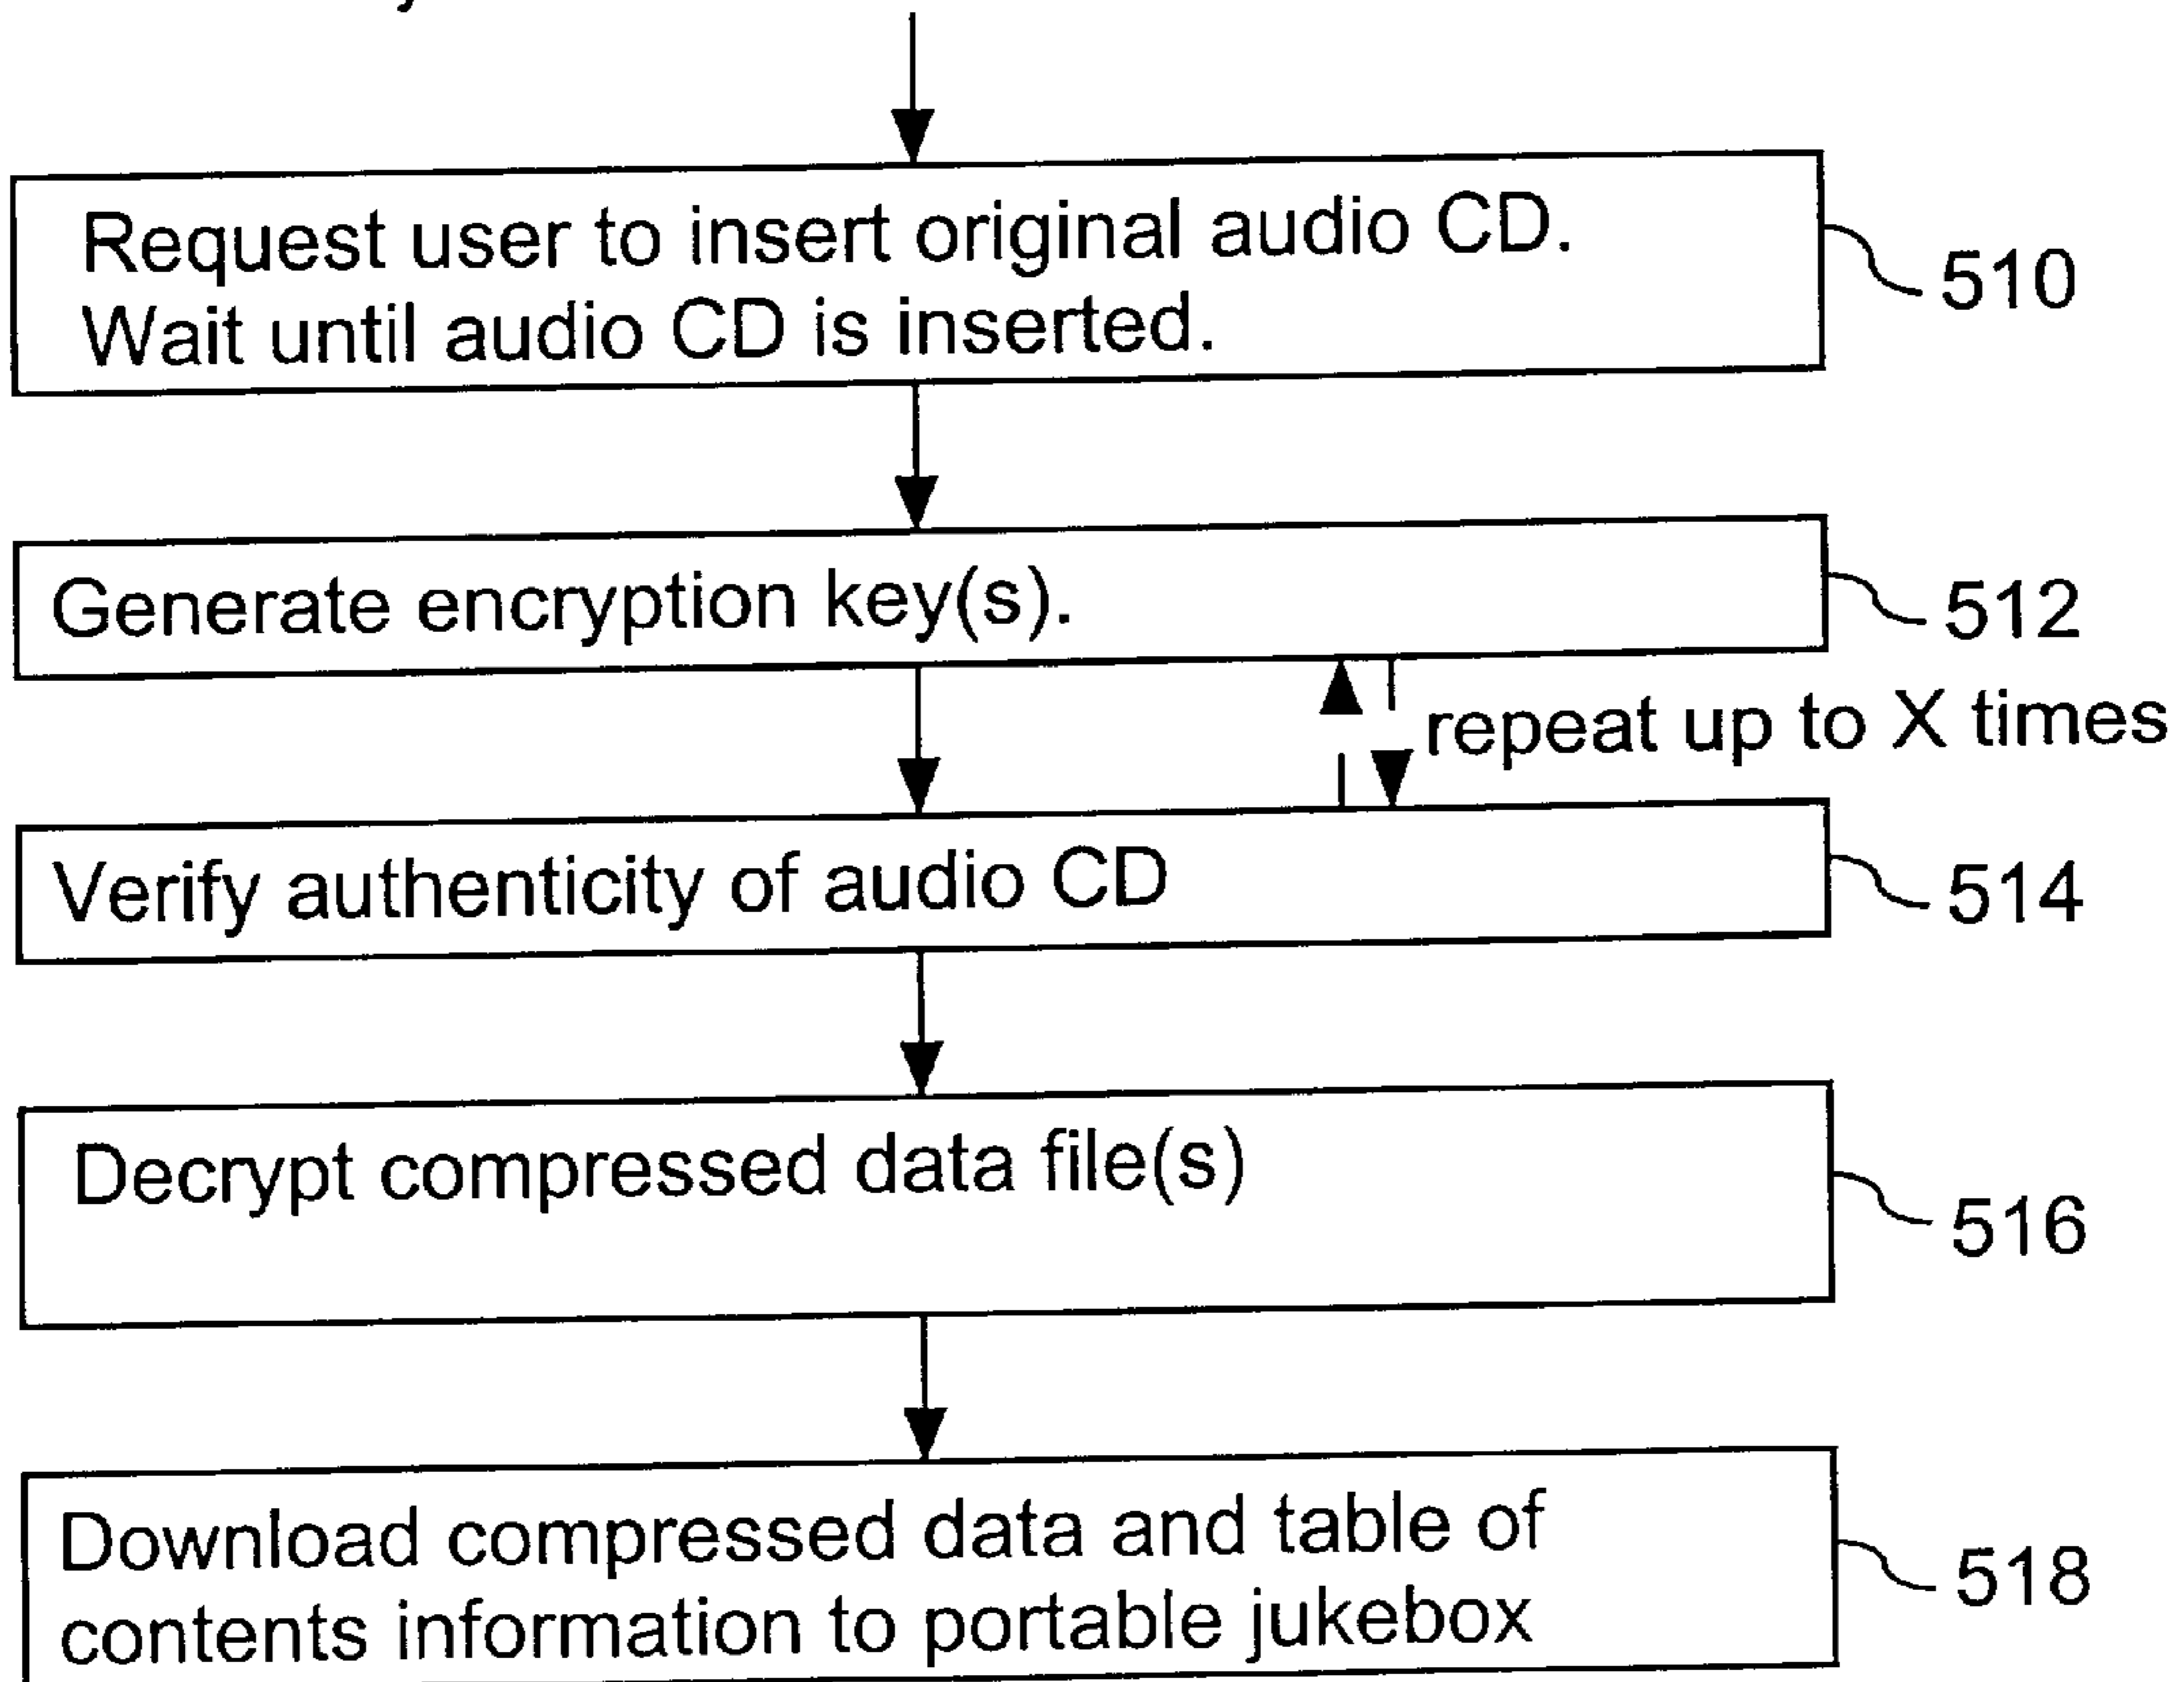 Request user to insert original audio CD.
Wait until audio CD is inserted.
510
Generate encryption key(s).
512
repeat up to X times
Verify authenticity of audio CD
514
Decrypt compressed data file(s)
516
Download compressed data and table of
contents information to portable jukebox
518